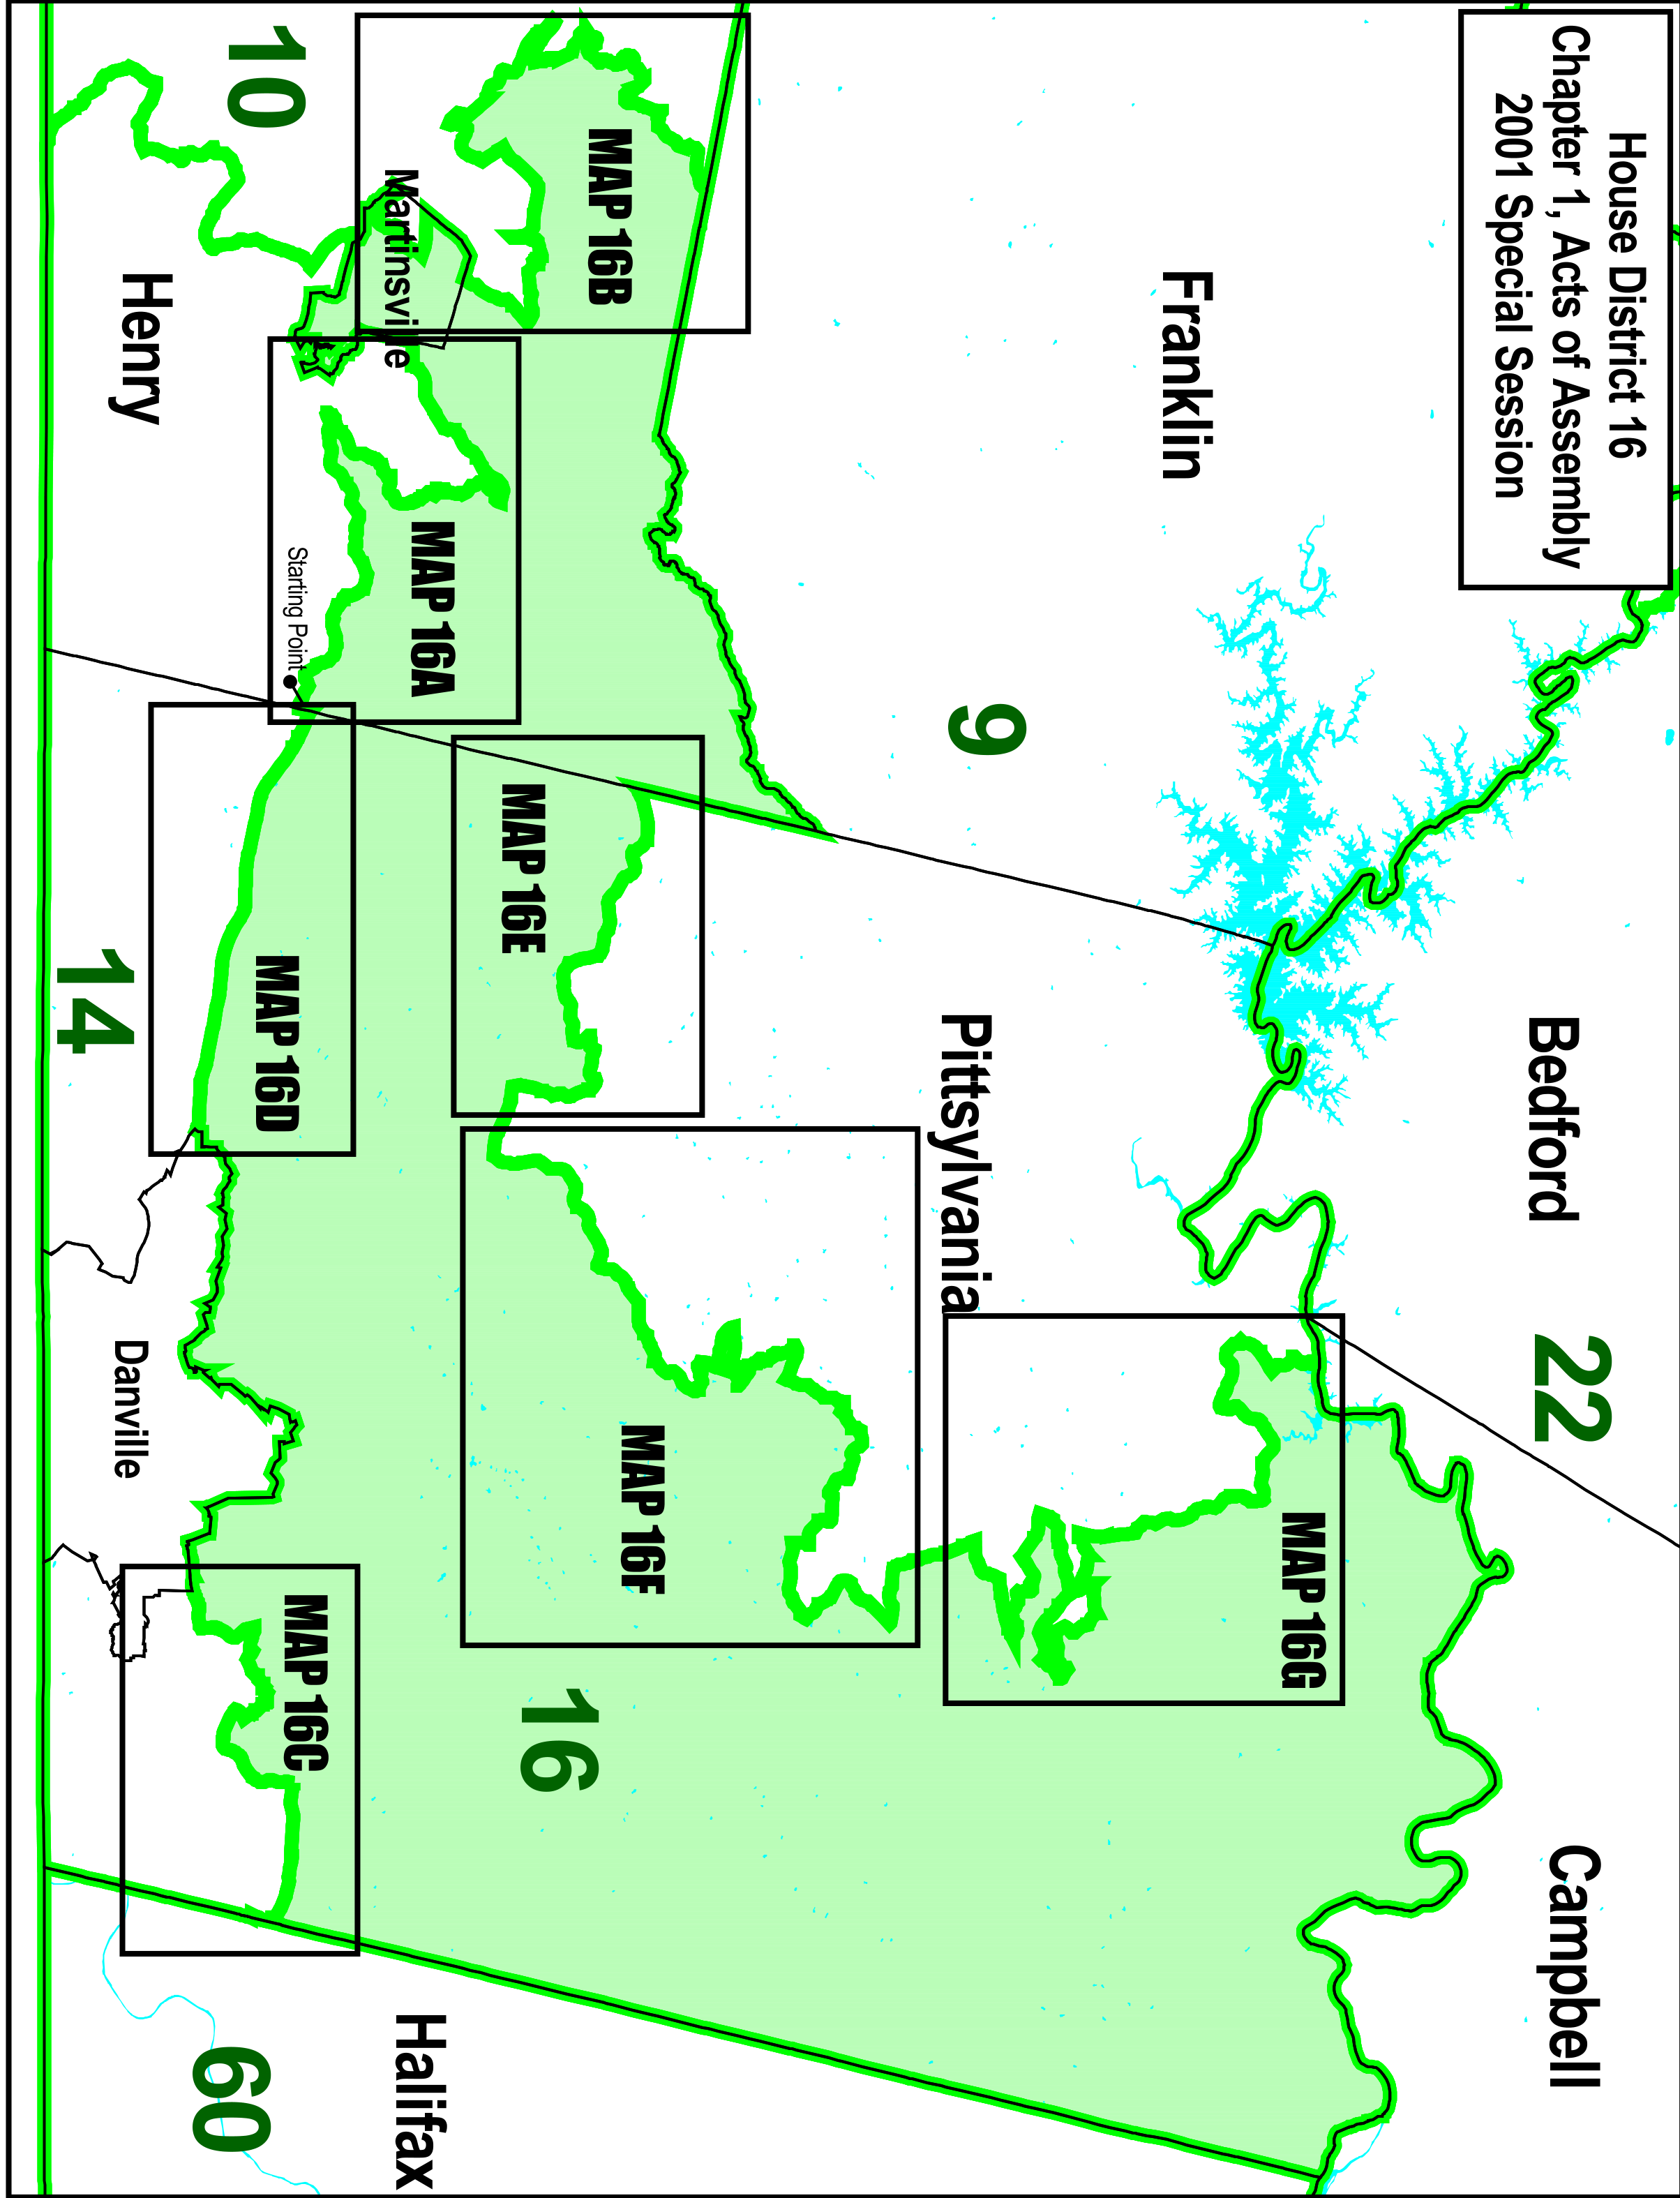 House District 16
Chapter 1, Acts of Assembly
2001 Special Session
Bedford
22
Campbell
Franklin
9
Pittsylvania
MAP 16G
MAP 16B
MAP 16E
MAP 16F
16
Martinsville
MAP 16A
Halifax
Starting Point
MAP 16D
MAP 16C
10
60
Henry
14
Danville